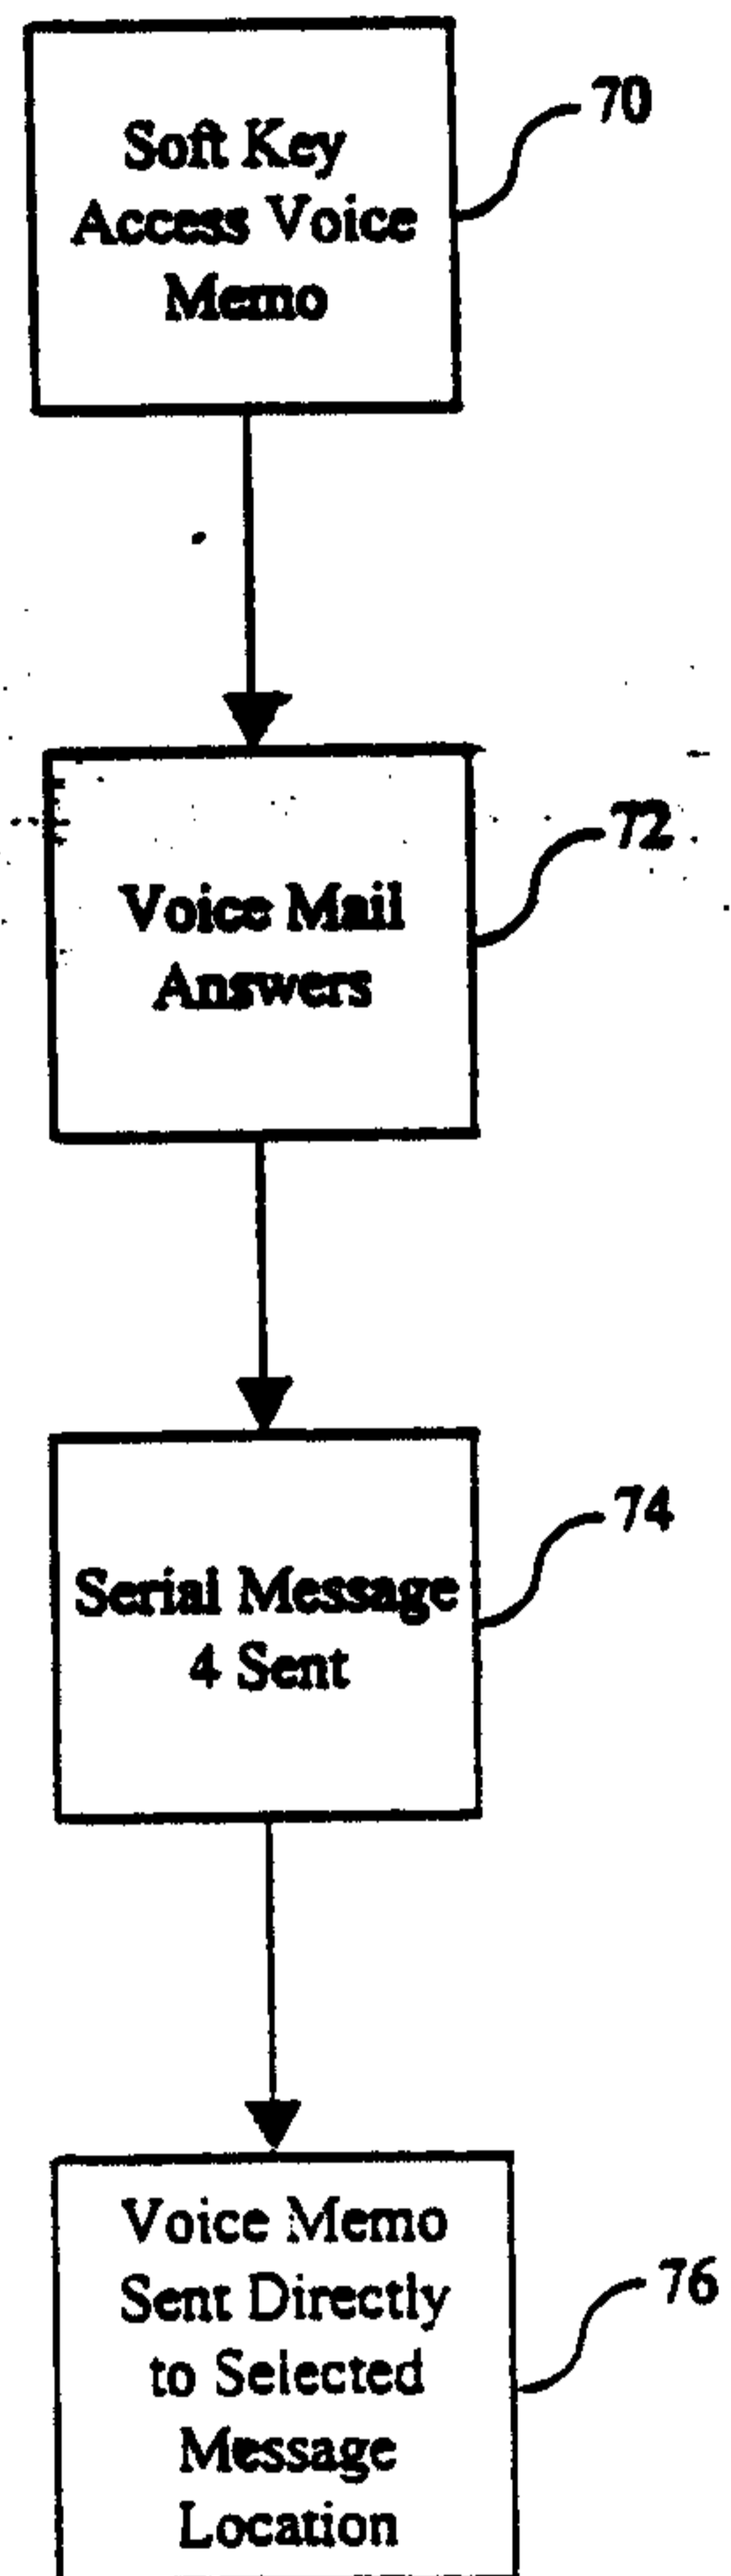 Soft Key
Access Voice
Memo
70
Voice Mail
Answers
72
Serial Message
4 Sent
74
Voice Memo
Sent Directly
to Selected
Message
Location
76